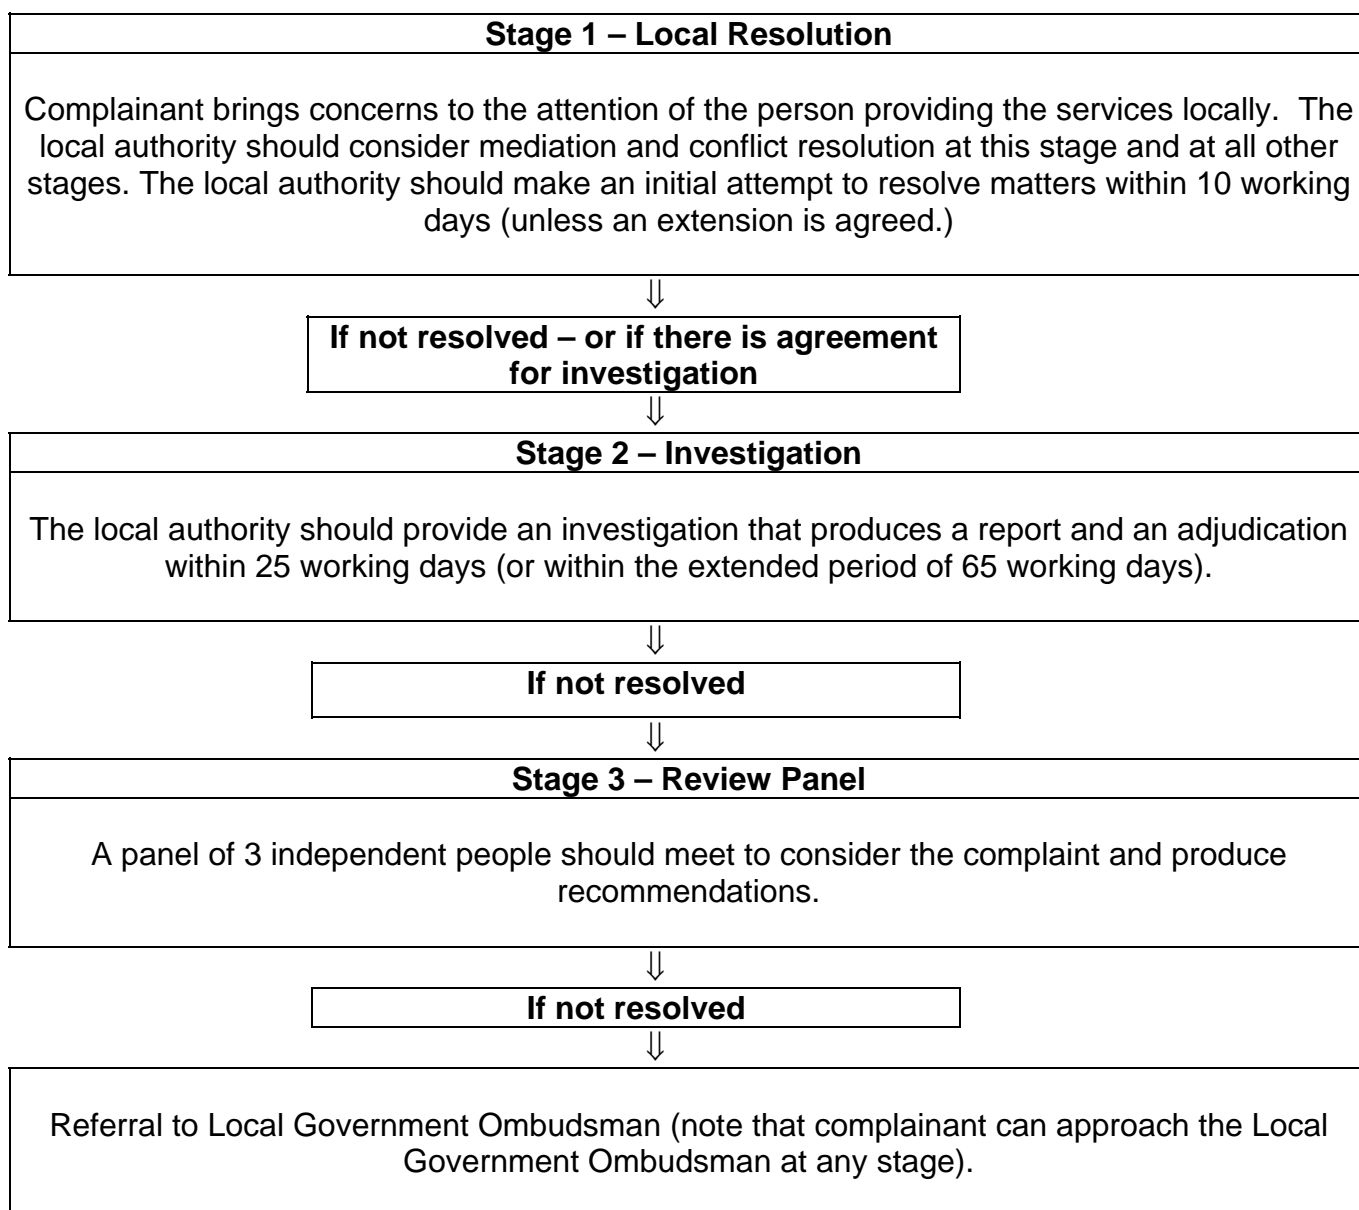 Stage 1 – Local Resolution
Complainant brings concerns to the attention of the person providing the services locally.  The
local authority should consider mediation and conflict resolution at this stage and at all other
stages. The local authority should make an initial attempt to resolve matters within 10 working
days (unless an extension is agreed.)
⇓
If not resolved – or if there is agreement
for investigation
⇓
Stage 2 – Investigation
The local authority should provide an investigation that produces a report and an adjudication
within 25 working days (or within the extended period of 65 working days).
⇓
If not resolved
⇓
Stage 3 – Review Panel
A panel of 3 independent people should meet to consider the complaint and produce
recommendations.
⇓
If not resolved
⇓
Referral to Local Government Ombudsman (note that complainant can approach the Local
Government Ombudsman at any stage).